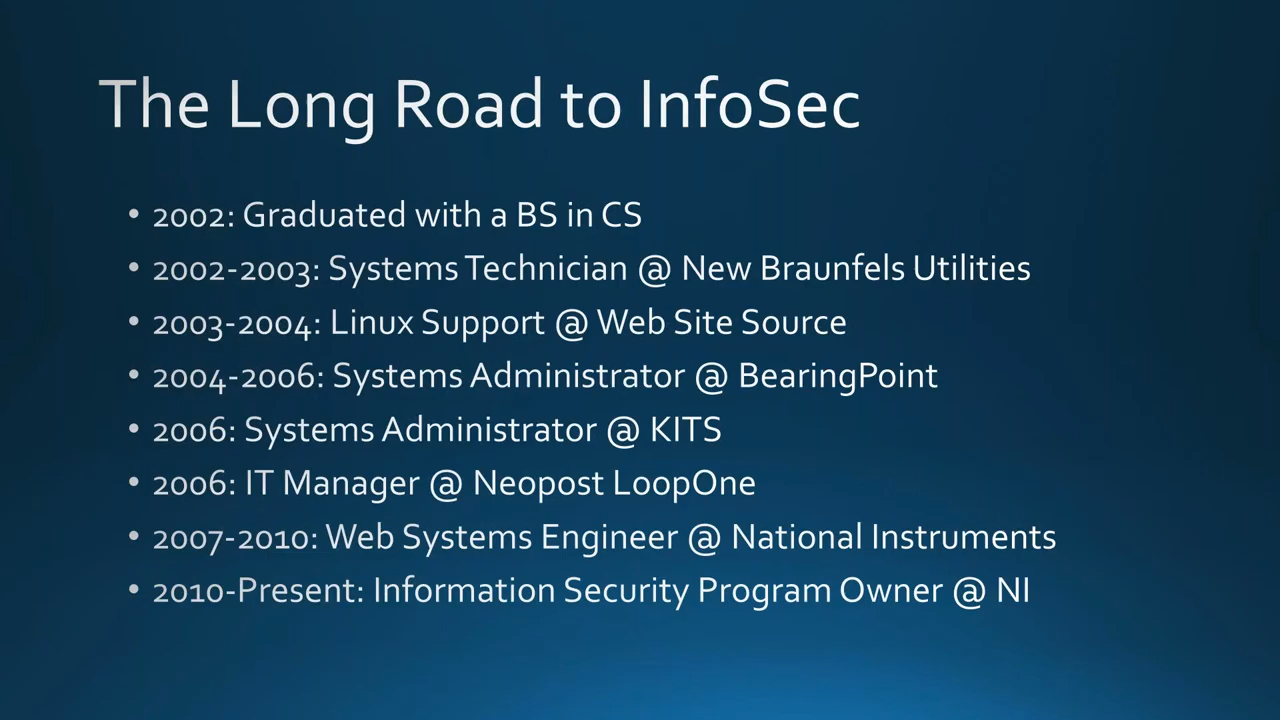 The Long Road to InfoSec
• 2002: Graduated with a BS in CS
• 2002-2003: Systems Technician @ New Braunfels Utilities
• 2003-2004: Linux Support @ Web Site Source
• 2004-2006: Systems Administrator @ BearingPoint
• 2006: Systems Administrator @ KITS
• 2006: IT Manager @ Neopost LoopOne
• 2007-2010: Web Systems Engineer @ National Instruments
• 2010-Present: Information Security Program Owner @ NI